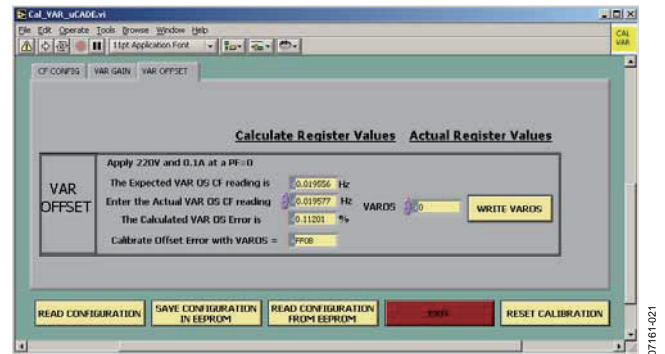 Cal_VAR_uCADE.vi
File Edit Operate Tools Browse Window Help
11pt Application Font
CAL VAR
CF CONFIG VAR GAIN VAR OFFSET
Calculate Register Values Actual Register Values
VAR OFFSET
Apply 220V and 0.1A at a PF=0
The Expected VAR OS CF reading is 0.019556 Hz
Enter the Actual VAR OS CF reading 0.019577 Hz
The Calculated VAR OS Error is 0.11201 %
Calibrate Offset Error with VAROS = FF08
VAROS 0 WRITE VAROS
READ CONFIGURATION
SAVE CONFIGURATION IN EEPROM
READ CONFIGURATION FROM EEPROM
EXIT
RESET CALIBRATION
07161-021